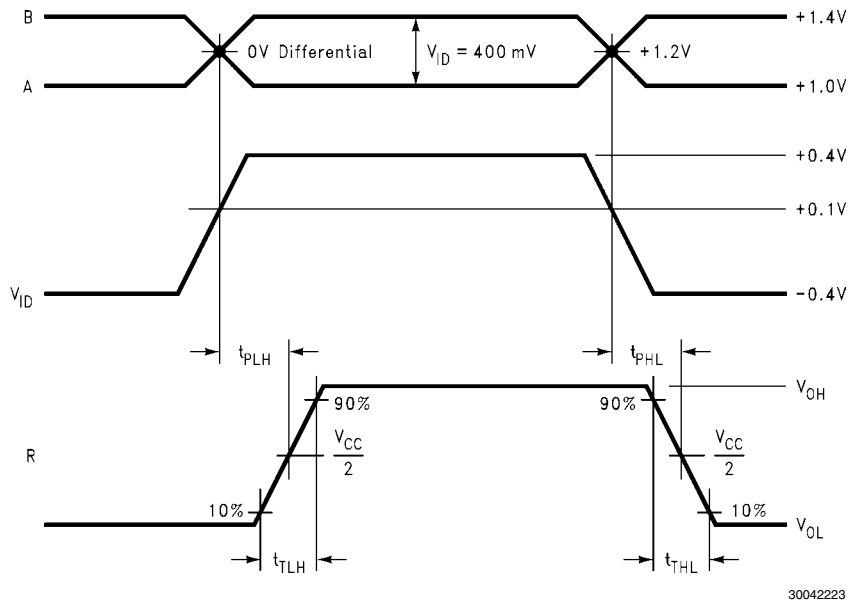 B +1.4V
0V Differential V_ID = 400 mV +1.2V
A +1.0V
+0.4V
+0.1V
V_ID -0.4V
t_PLH t_PHL
V_OH
90% 90%
R V_CC/2 V_CC/2
10% 10%
V_OL
t_TLH t_THL
30042223